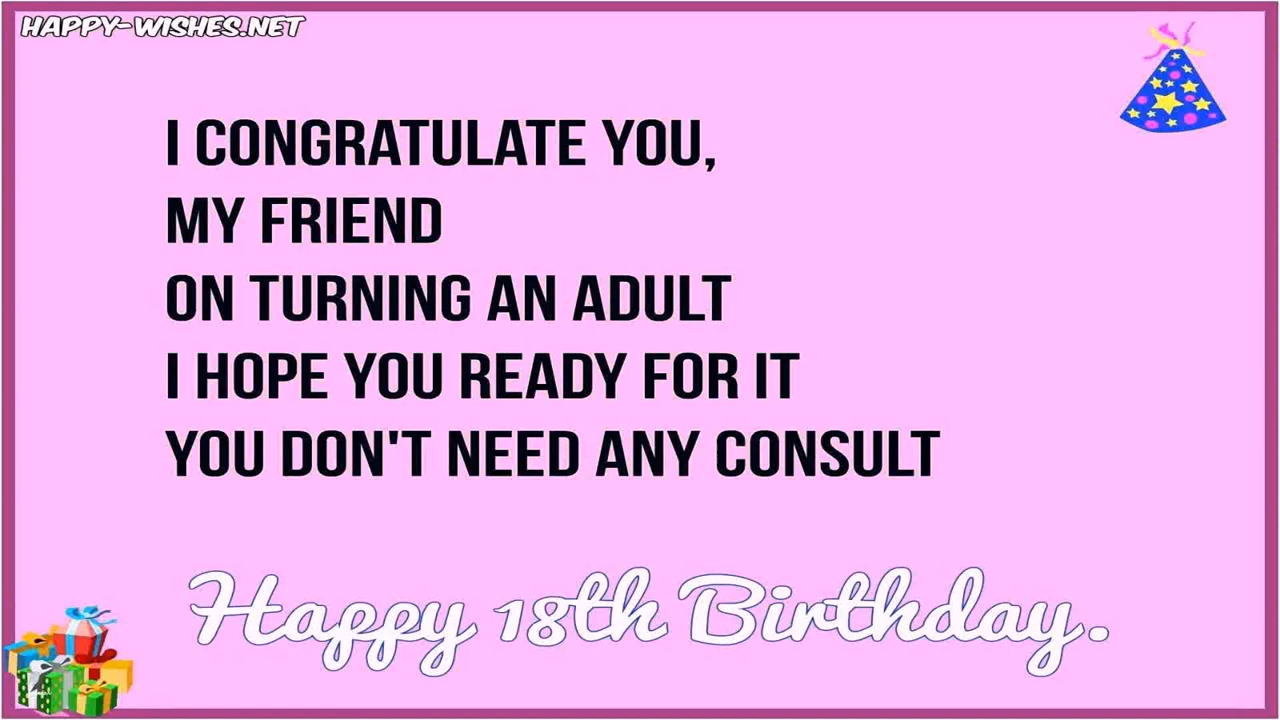 HAPPY-WISHES.NET
I CONGRATULATE YOU,
MY FRIEND
ON TURNING AN ADULT
I HOPE YOU READY FOR IT
YOU DON'T NEED ANY CONSULT
Happy 18th Birthday.